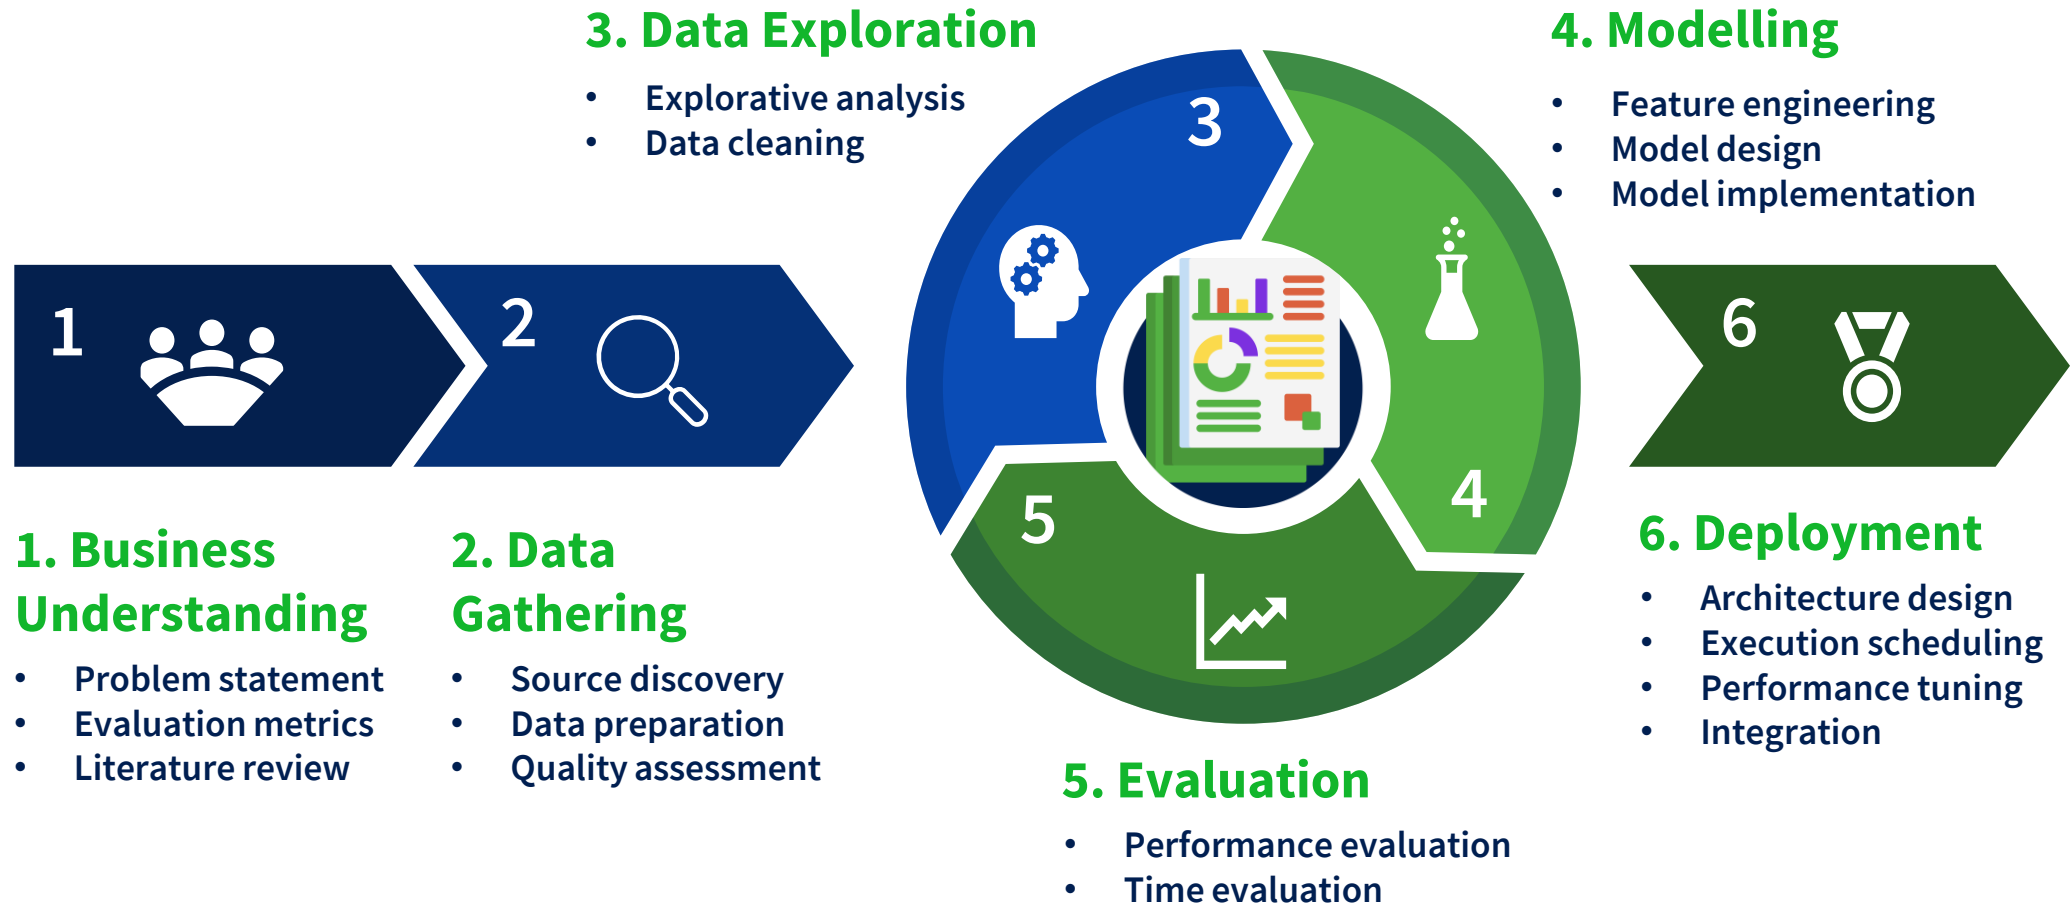 3. Data Exploration
• Explorative analysis
• Data cleaning
4. Modelling
• Feature engineering
• Model design
• Model implementation
1
2
3
4
5
6
1. Business
Understanding
• Problem statement
• Evaluation metrics
• Literature review
2. Data
Gathering
• Source discovery
• Data preparation
• Quality assessment
5. Evaluation
• Performance evaluation
• Time evaluation
6. Deployment
• Architecture design
• Execution scheduling
• Performance tuning
• Integration